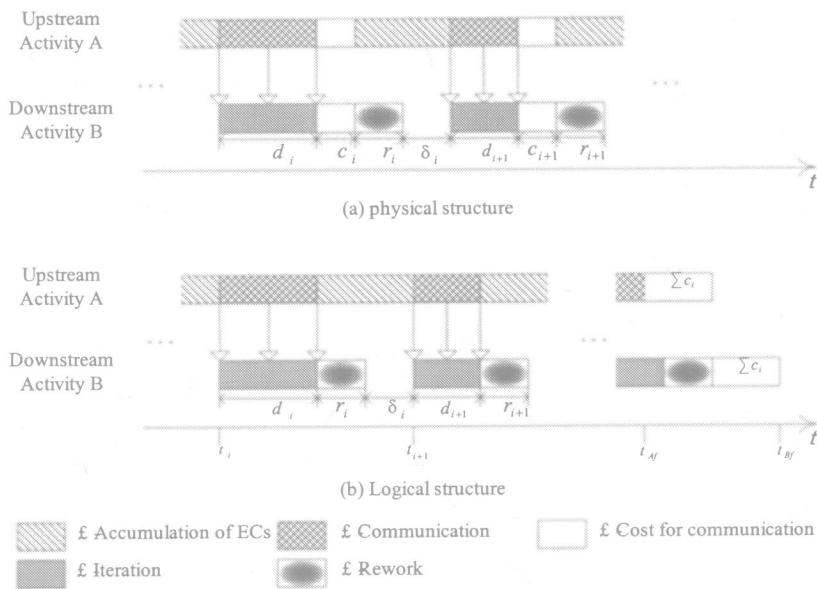 Upstream
Activity A
...
...
Downstream
Activity B
d i c i r i δ i d i+1 c i+1 r i+1
t
(a) physical structure
Upstream
Activity A
∑ c i
...
...
Downstream
Activity B
∑ c i
d i r i δ i d i+1 r i+1
t
t i t i+1 t Af t Bf
(b) Logical structure
£ Accumulation of ECs £ Communication £ Cost for communication
£ Iteration £ Rework